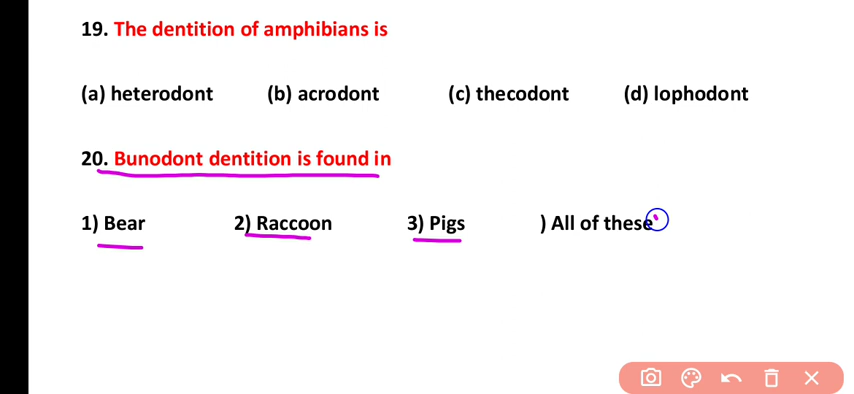 19. The dentition of amphibians is
(a) heterodont (b) acrodont (c) thecodont (d) lophodont
20. Bunodont dentition is found in
1) Bear 2) Raccoon 3) Pigs ) All of these